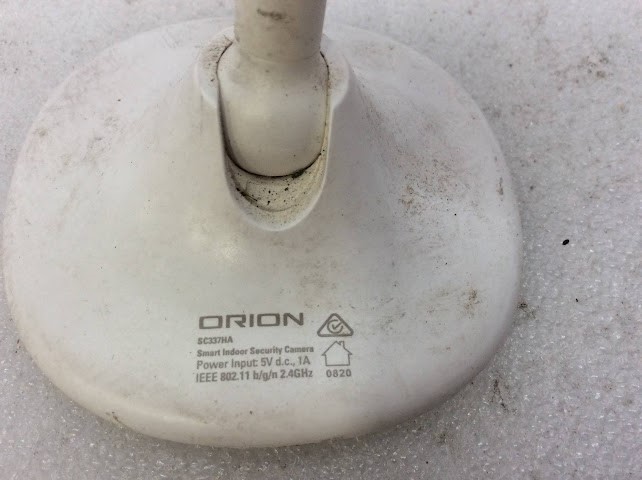 ORION
SC337HA
Smart Indoor Security Camera
Power Input: 5V d.c., 1A
IEEE 802.11 b/g/n 2.4GHz
0820